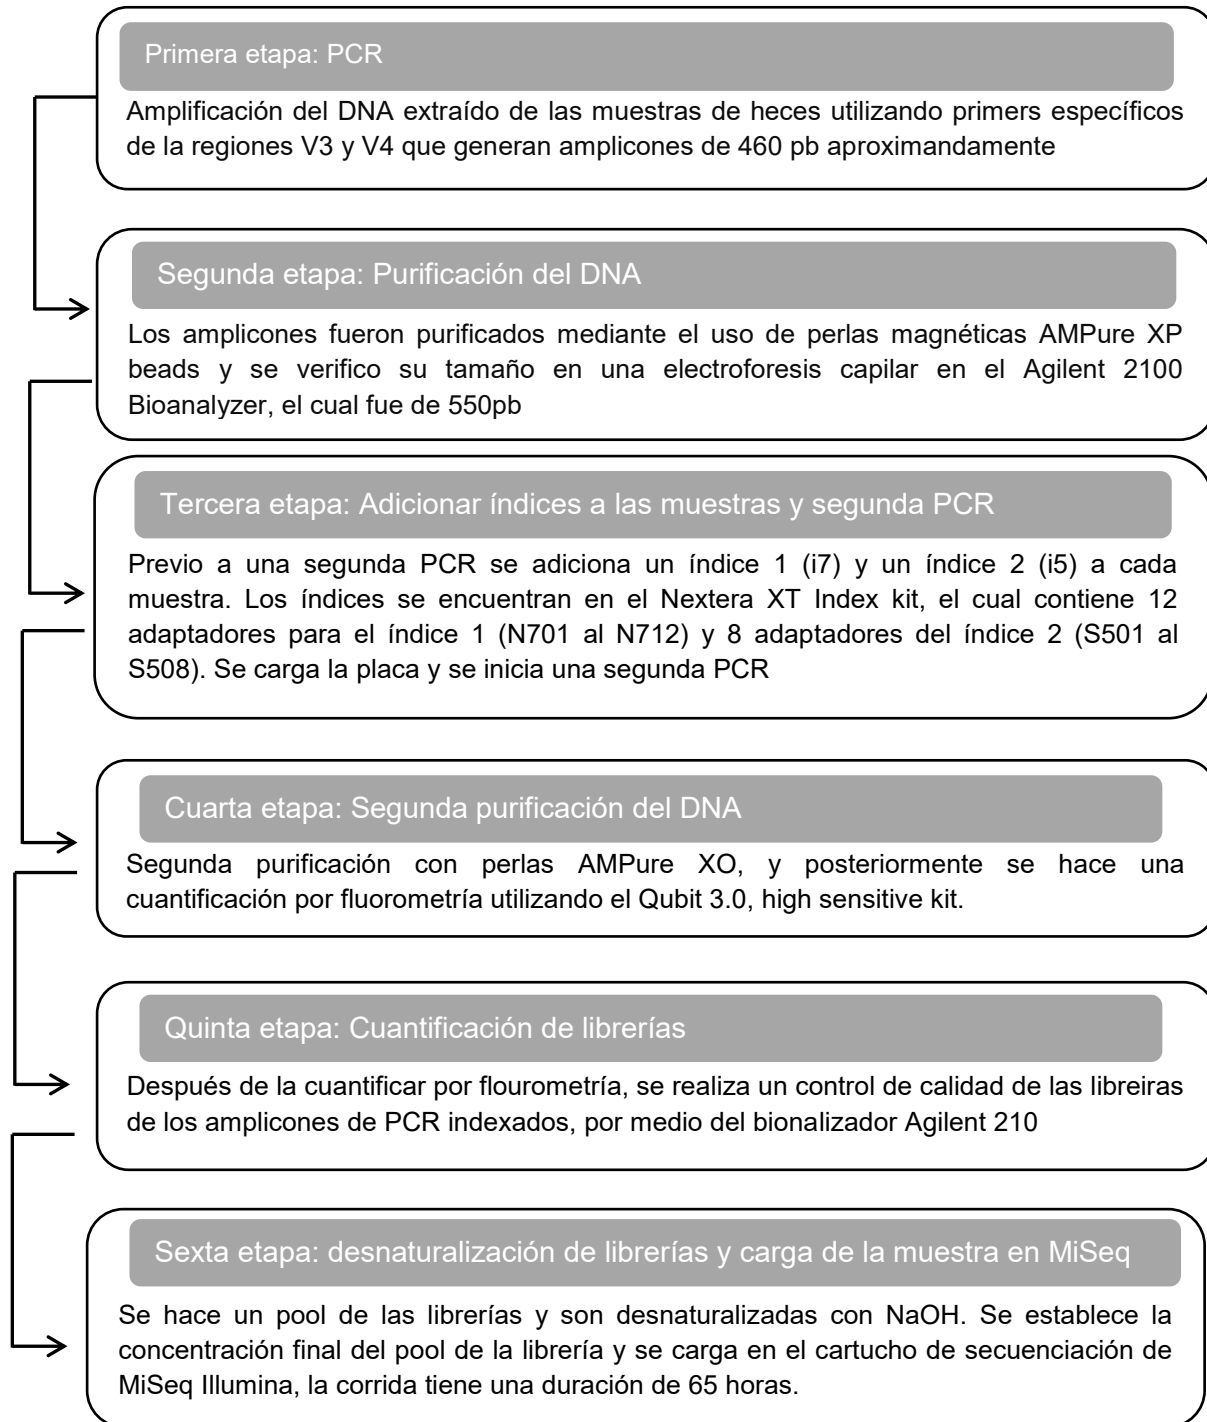 Primera etapa: PCR
Amplificación del DNA extraído de las muestras de heces utilizando primers específicos
de la regiones V3 y V4 que generan amplicones de 460 pb aproximandamente
Segunda etapa: Purificación del DNA
Los amplicones fueron purificados mediante el uso de perlas magnéticas AMPure XP
beads y se verifico su tamaño en una electroforesis capilar en el Agilent 2100
Bioanalyzer, el cual fue de 550pb
Tercera etapa: Adicionar índices a las muestras y segunda PCR
Previo a una segunda PCR se adiciona un índice 1 (i7) y un índice 2 (i5) a cada
muestra. Los índices se encuentran en el Nextera XT Index kit, el cual contiene 12
adaptadores para el índice 1 (N701 al N712) y 8 adaptadores del índice 2 (S501 al
S508). Se carga la placa y se inicia una segunda PCR
Cuarta etapa: Segunda purificación del DNA
Segunda purificación con perlas AMPure XO, y posteriormente se hace una
cuantificación por fluorometría utilizando el Qubit 3.0, high sensitive kit.
Quinta etapa: Cuantificación de librerías
Después de la cuantificar por flourometría, se realiza un control de calidad de las libreiras
de los amplicones de PCR indexados, por medio del bionalizador Agilent 210
Sexta etapa: desnaturalización de librerías y carga de la muestra en MiSeq
Se hace un pool de las librerías y son desnaturalizadas con NaOH. Se establece la
concentración final del pool de la librería y se carga en el cartucho de secuenciación de
MiSeq Illumina, la corrida tiene una duración de 65 horas.